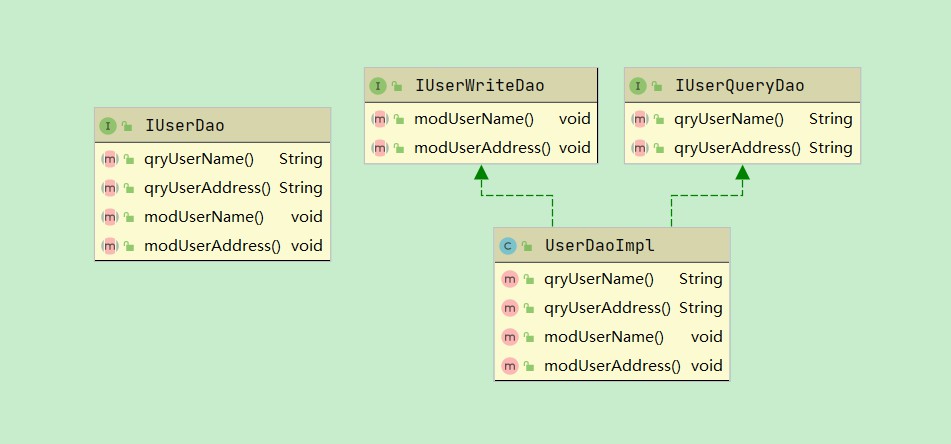 I IUserDao
m qryUserName() String
m qryUserAddress() String
m modUserName() void
m modUserAddress() void
I IUserWriteDao
m modUserName() void
m modUserAddress() void
I IUserQueryDao
m qryUserName() String
m qryUserAddress() String
C UserDaoImpl
m qryUserName() String
m qryUserAddress() String
m modUserName() void
m modUserAddress() void